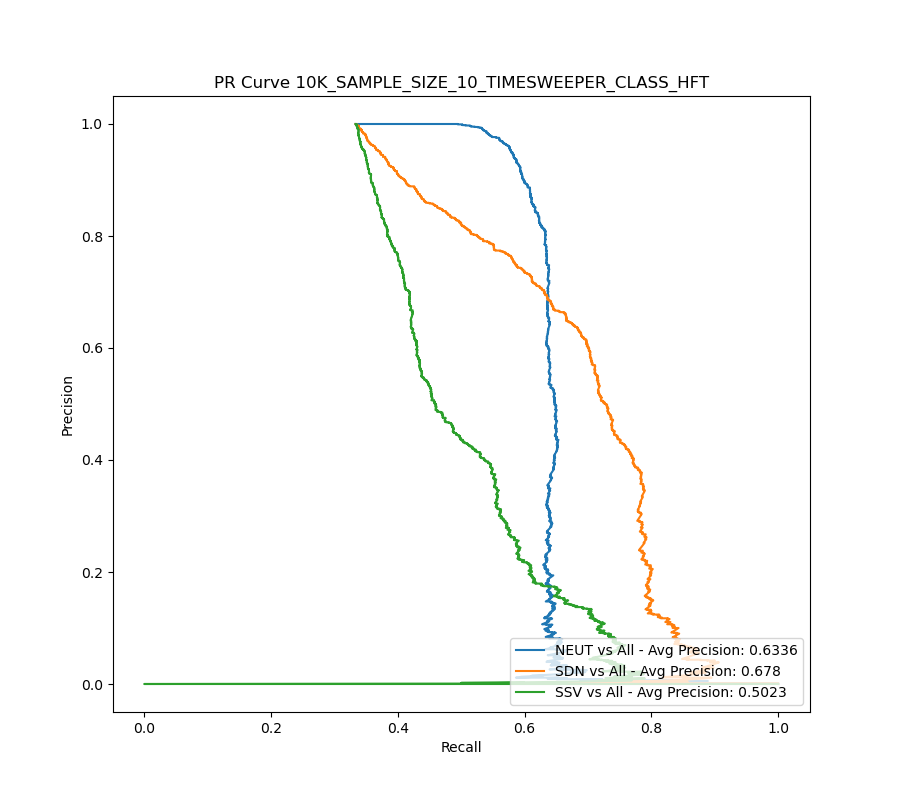 PR Curve 10K_SAMPLE_SIZE_10_TIMESWEEPER_CLASS_HFT
Precision
1.0
0.8
0.6
0.4
0.2
0.0
NEUT vs All - Avg Precision: 0.6336
SDN vs All - Avg Precision: 0.678
SSV vs All - Avg Precision: 0.5023
0.0 0.2 0.4 0.6 0.8 1.0
Recall